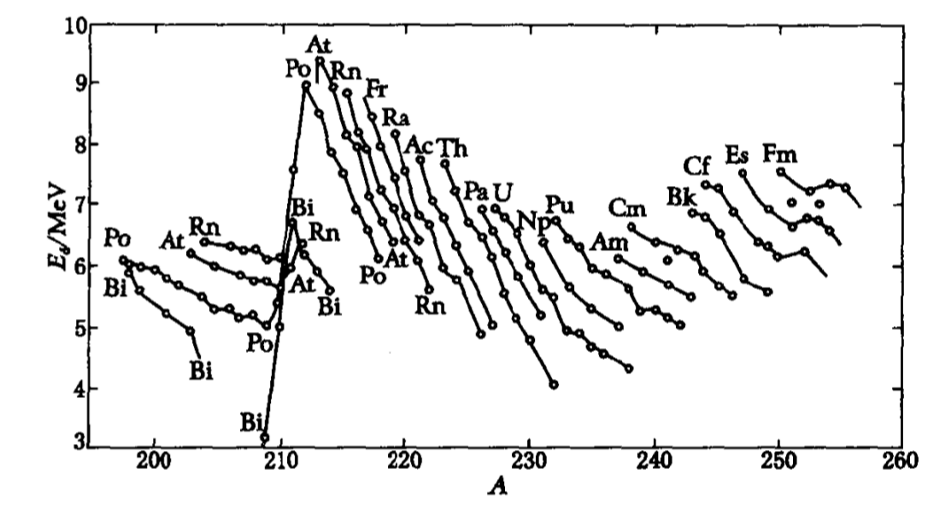 10
At
Po Rn
9
Fr
Ra
8
Ac Th
Cf Es Fm
Pa U
Bk
7
Np Pu
Cm
Bi
Rn
Po At Rn
Am
6
Bi
At
Bi
Po At
Rn
5
Po
Bi
4
Bi
3
E_α/MeV
200 210 220 230 240 250 260
A